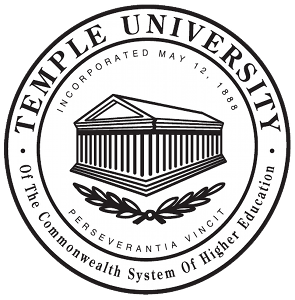 · TEMPLE UNIVERSITY ·
Of The Commonwealth System Of Higher Education
INCORPORATED MAY 12, 1888
PERSEVERANTIA VINCIT